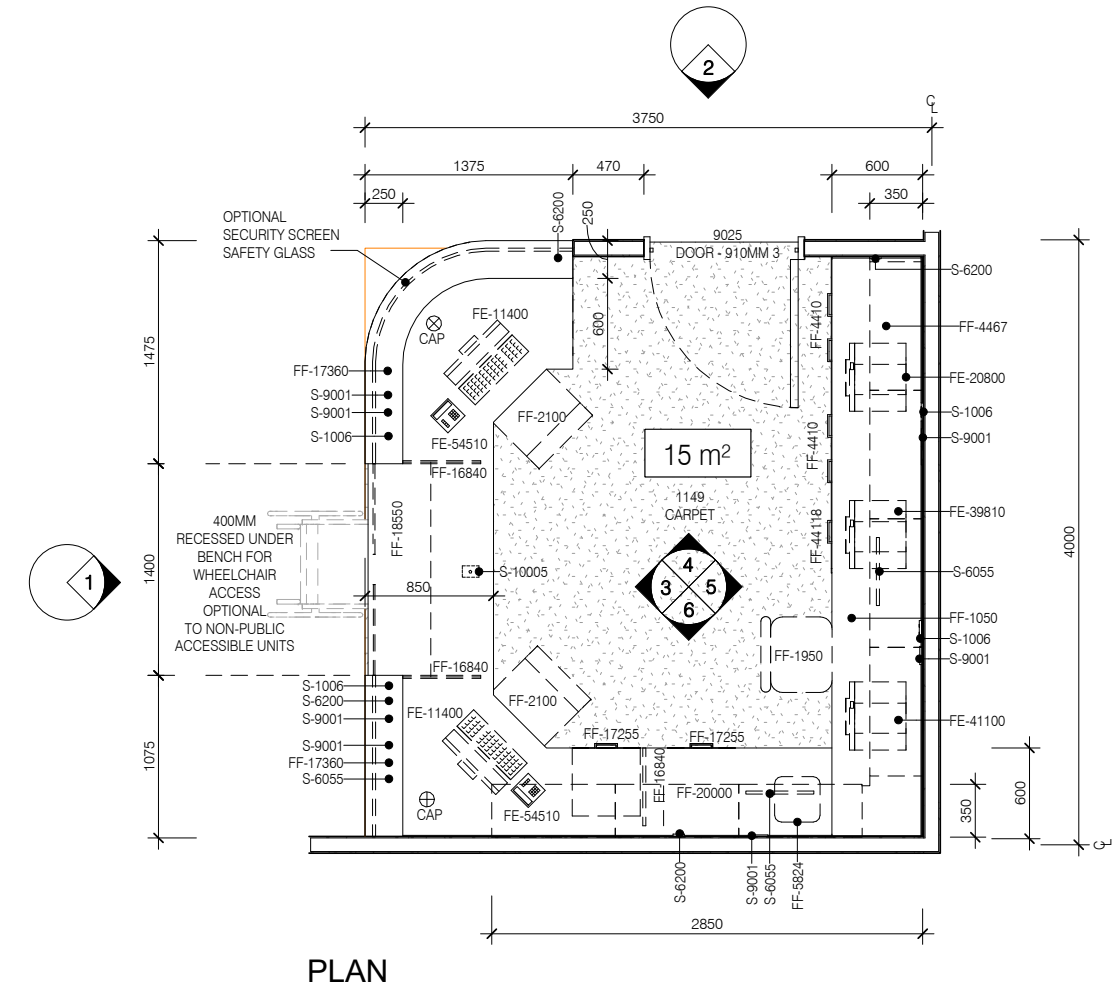 2
C L
3750
1375
470
600
250
350
OPTIONAL
SECURITY SCREEN
SAFETY GLASS
S-6200
250
9025
DOOR - 910MM 3
S-6200
FF-4467
FE-20800
S-1006
S-9001
FE-39810
S-6055
FF-1050
S-1006
S-9001
FE-41100
CAP
FE-11400
600
FF-4410
1475
FF-17360
S-9001
S-9001
S-1006
FE-54510
FF-2100
FF-4410
15 m²
1149
CARPET
FF-16840
FF-18550
FF-44118
400MM
RECESSED UNDER
BENCH FOR
WHEELCHAIR
ACCESS
OPTIONAL
TO NON-PUBLIC
ACCESSIBLE UNITS
1
1400
850
S-10005
4
3
5
6
4000
FF-1950
FF-16840
S-1006
S-6200
S-9001
S-9001
FF-17360
S-6055
1075
FE-11400
FF-2100
FF-17255
FF-17255
FF-16840
FF-20000
CAP
FE-54510
350
600
C L
S-6200
S-9001
S-6055
FF-5824
2850
PLAN